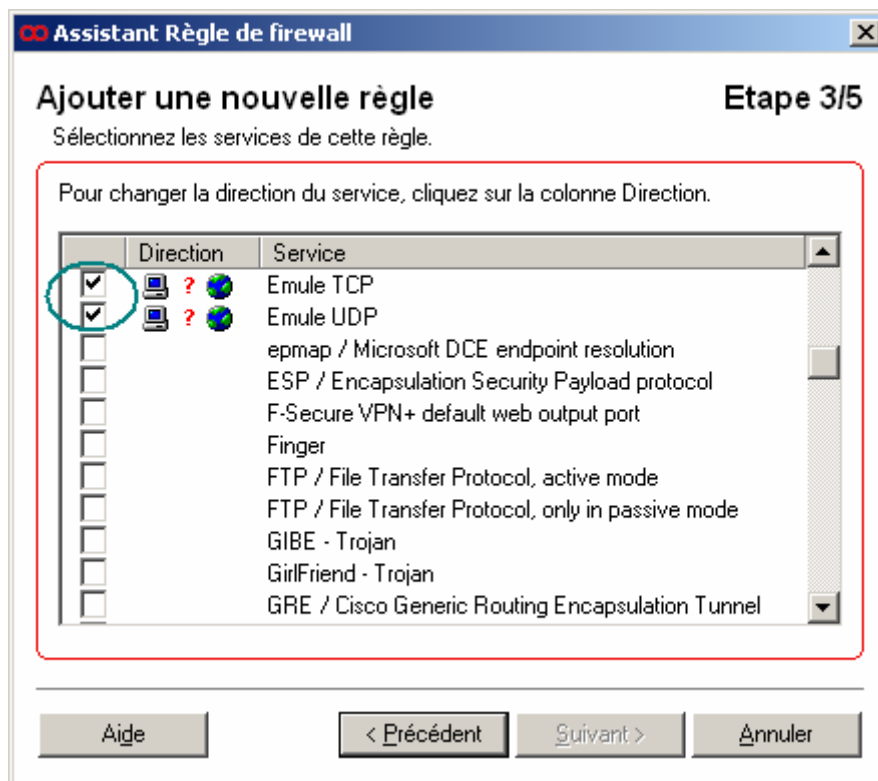 Assistant Règle de firewall
Ajouter une nouvelle règle
Etape 3/5
Sélectionnez les services de cette règle.
Pour changer la direction du service, cliquez sur la colonne Direction.
Direction Service
? Emule TCP
? Emule UDP
epmap / Microsoft DCE endpoint resolution
ESP / Encapsulation Security Payload protocol
F-Secure VPN+ default web output port
Finger
FTP / File Transfer Protocol, active mode
FTP / File Transfer Protocol, only in passive mode
GIBE - Trojan
GirlFriend - Trojan
GRE / Cisco Generic Routing Encapsulation Tunnel
Aide < Précédent Suivant > Annuler